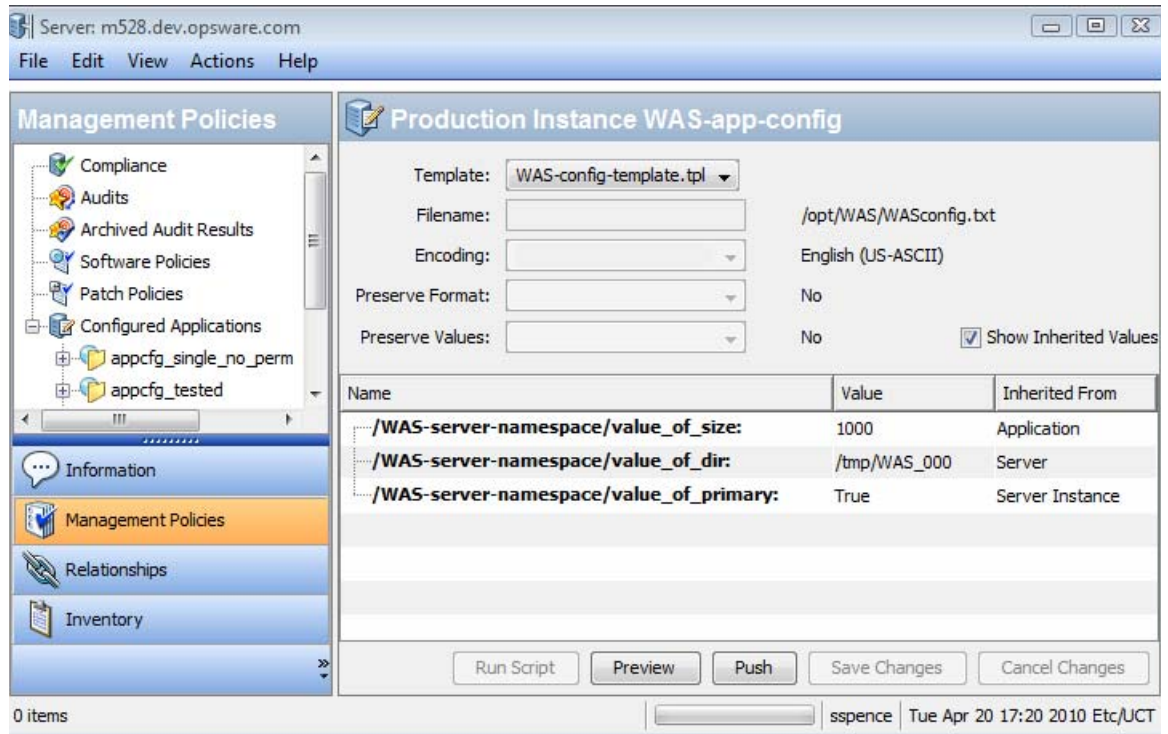 Server: m528.dev.opsware.com
File Edit View Actions Help
Management Policies
Compliance
Audits
Archived Audit Results
Software Policies
Patch Policies
Configured Applications
appcfg_single_no_perm
appcfg_tested
Information
Management Policies
Relationships
Inventory
Production Instance WAS-app-config
Template: WAS-config-template.tpl
Filename: /opt/WAS/WASconfig.txt
Encoding: English (US-ASCII)
Preserve Format: No
Preserve Values: No Show Inherited Values
Name Value Inherited From
/WAS-server-namespace/value_of_size: 1000 Application
/WAS-server-namespace/value_of_dir: /tmp/WAS_000 Server
/WAS-server-namespace/value_of_primary: True Server Instance
Run Script Preview Push Save Changes Cancel Changes
0 items sspence Tue Apr 20 17:20 2010 Etc/UCT